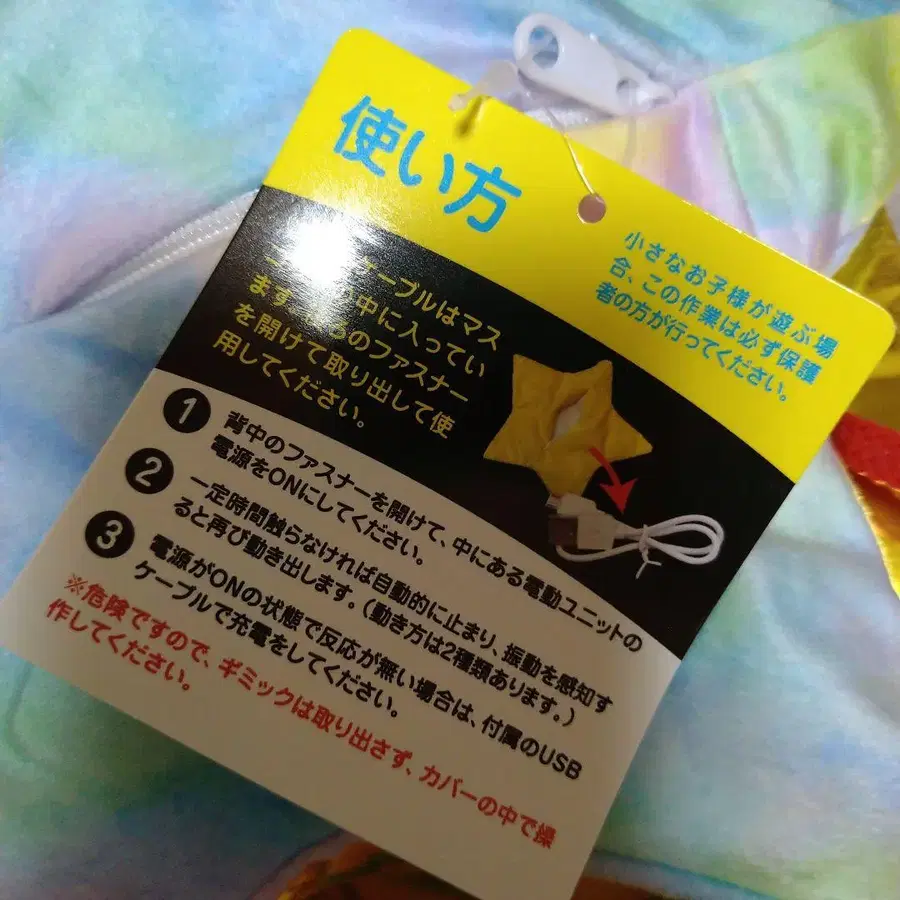 使い方
小さなお子様が遊ぶ場
合、この作業は必ず保護
者の方が行ってください。
ケーブルはマス
中に入ってい
ます
のファスナー
を開けて取り出して使
用してください。
1 背中のファスナーを開けて、中にある電動ユニットの
電源をONにしてください。
2 一定時間触らなければ自動的に止まり、振動を感知す
ると再び動き出します。(動き方は2種類あります。)
3 電源がONの状態で反応が無い場合は、付属のUSB
ケーブルで充電をしてください。
※危険ですので、ギミックは取り出さず、カバーの中で操
作してください。